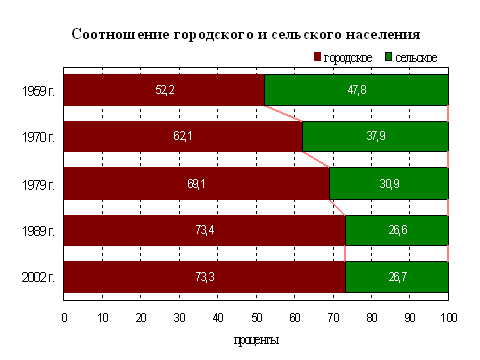 Соотношение городского и сельского населения
городское сельское
1959 г. 52,2 47,8
1970 г. 62,1 37,9
1979 г. 69,1 30,9
1989 г. 73,4 26,6
2002 г. 73,3 26,7
0 10 20 30 40 50 60 70 80 90 100
проценты